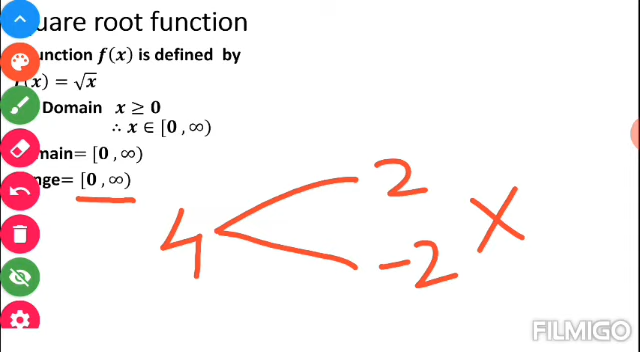 uare root function
unction f(x) is defined by
(x) = √x
Domain x ≥ 0
∴ x ∈ [0 , ∞)
main= [0 , ∞)
nge= [0 , ∞)
4
2
-2
X
FILMIGO